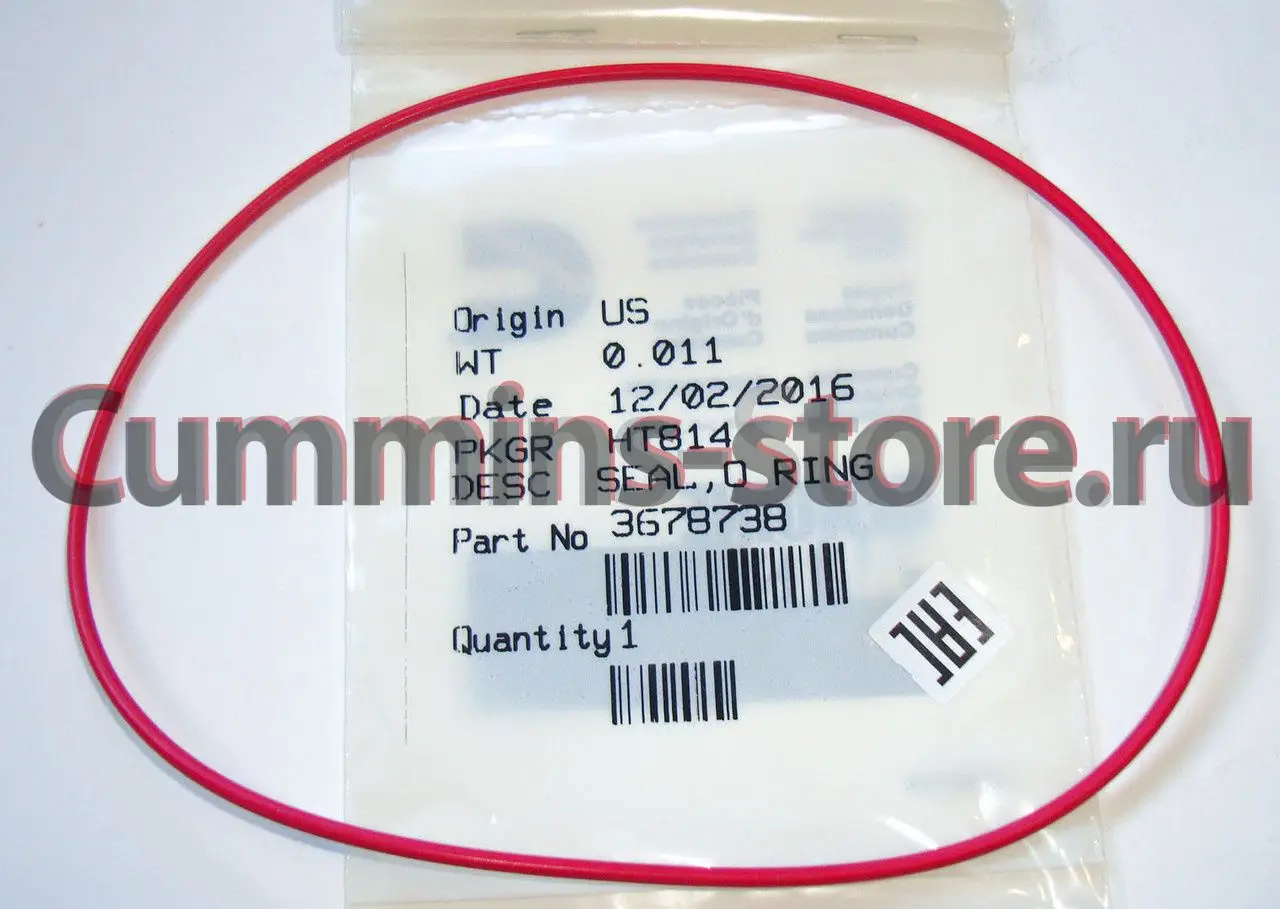 Origin US
WT 0.011
Date 12/02/2016
PKGR HT814
DESC SEAL,O RING
Part No 3678738
Quantity 1
EAC
Cummins-store.ru